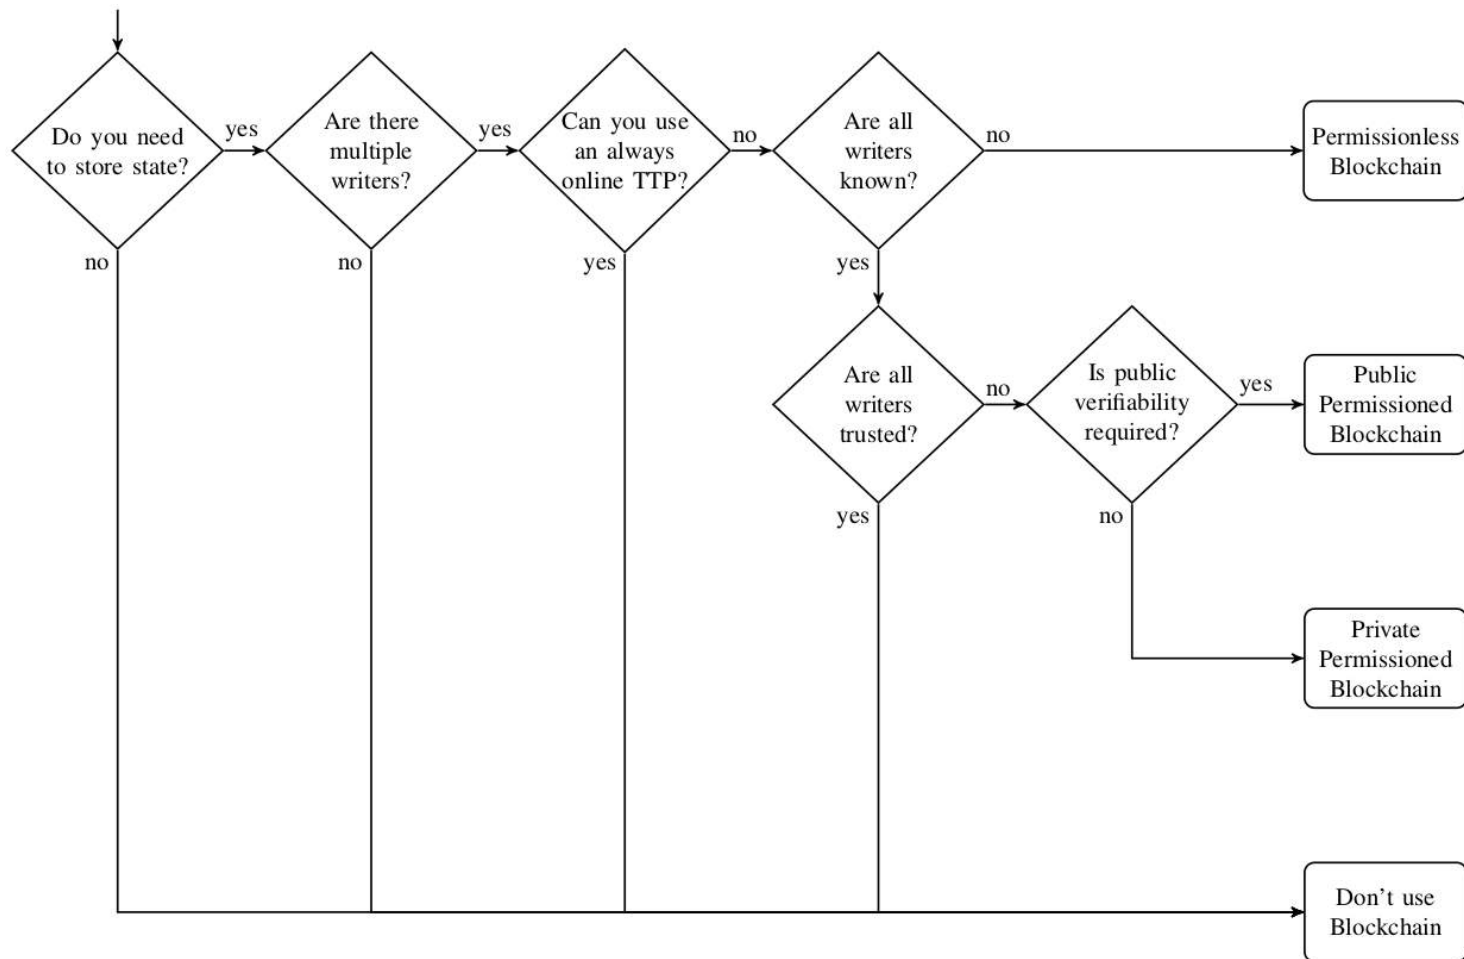 Do you need
to store state?
yes
Are there
multiple
writers?
yes
Can you use
an always
online TTP?
no
Are all
writers
known?
no
Permissionless
Blockchain
no
no
yes
yes
Are all
writers
trusted?
no
Is public
verifiability
required?
yes
Public
Permissioned
Blockchain
yes
no
Private
Permissioned
Blockchain
Don't use
Blockchain